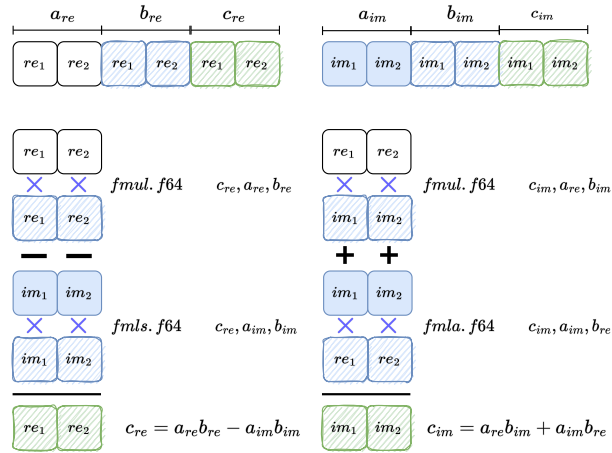 a_re b_re c_re a_im b_im c_im
re_1 re_2 re_1 re_2 re_1 re_2 im_1 im_2 im_1 im_2 im_1 im_2
re_1 re_2 re_1 re_2
× × fmul.f64 c_re, a_re, b_re × × fmul.f64 c_im, a_re, b_im
re_1 re_2 im_1 im_2
− − + +
im_1 im_2 im_1 im_2
× × fmls.f64 c_re, a_im, b_im × × fmla.f64 c_im, a_im, b_re
im_1 im_2 re_1 re_2
re_1 re_2 c_re = a_re b_re − a_im b_im im_1 im_2 c_im = a_re b_im + a_im b_re